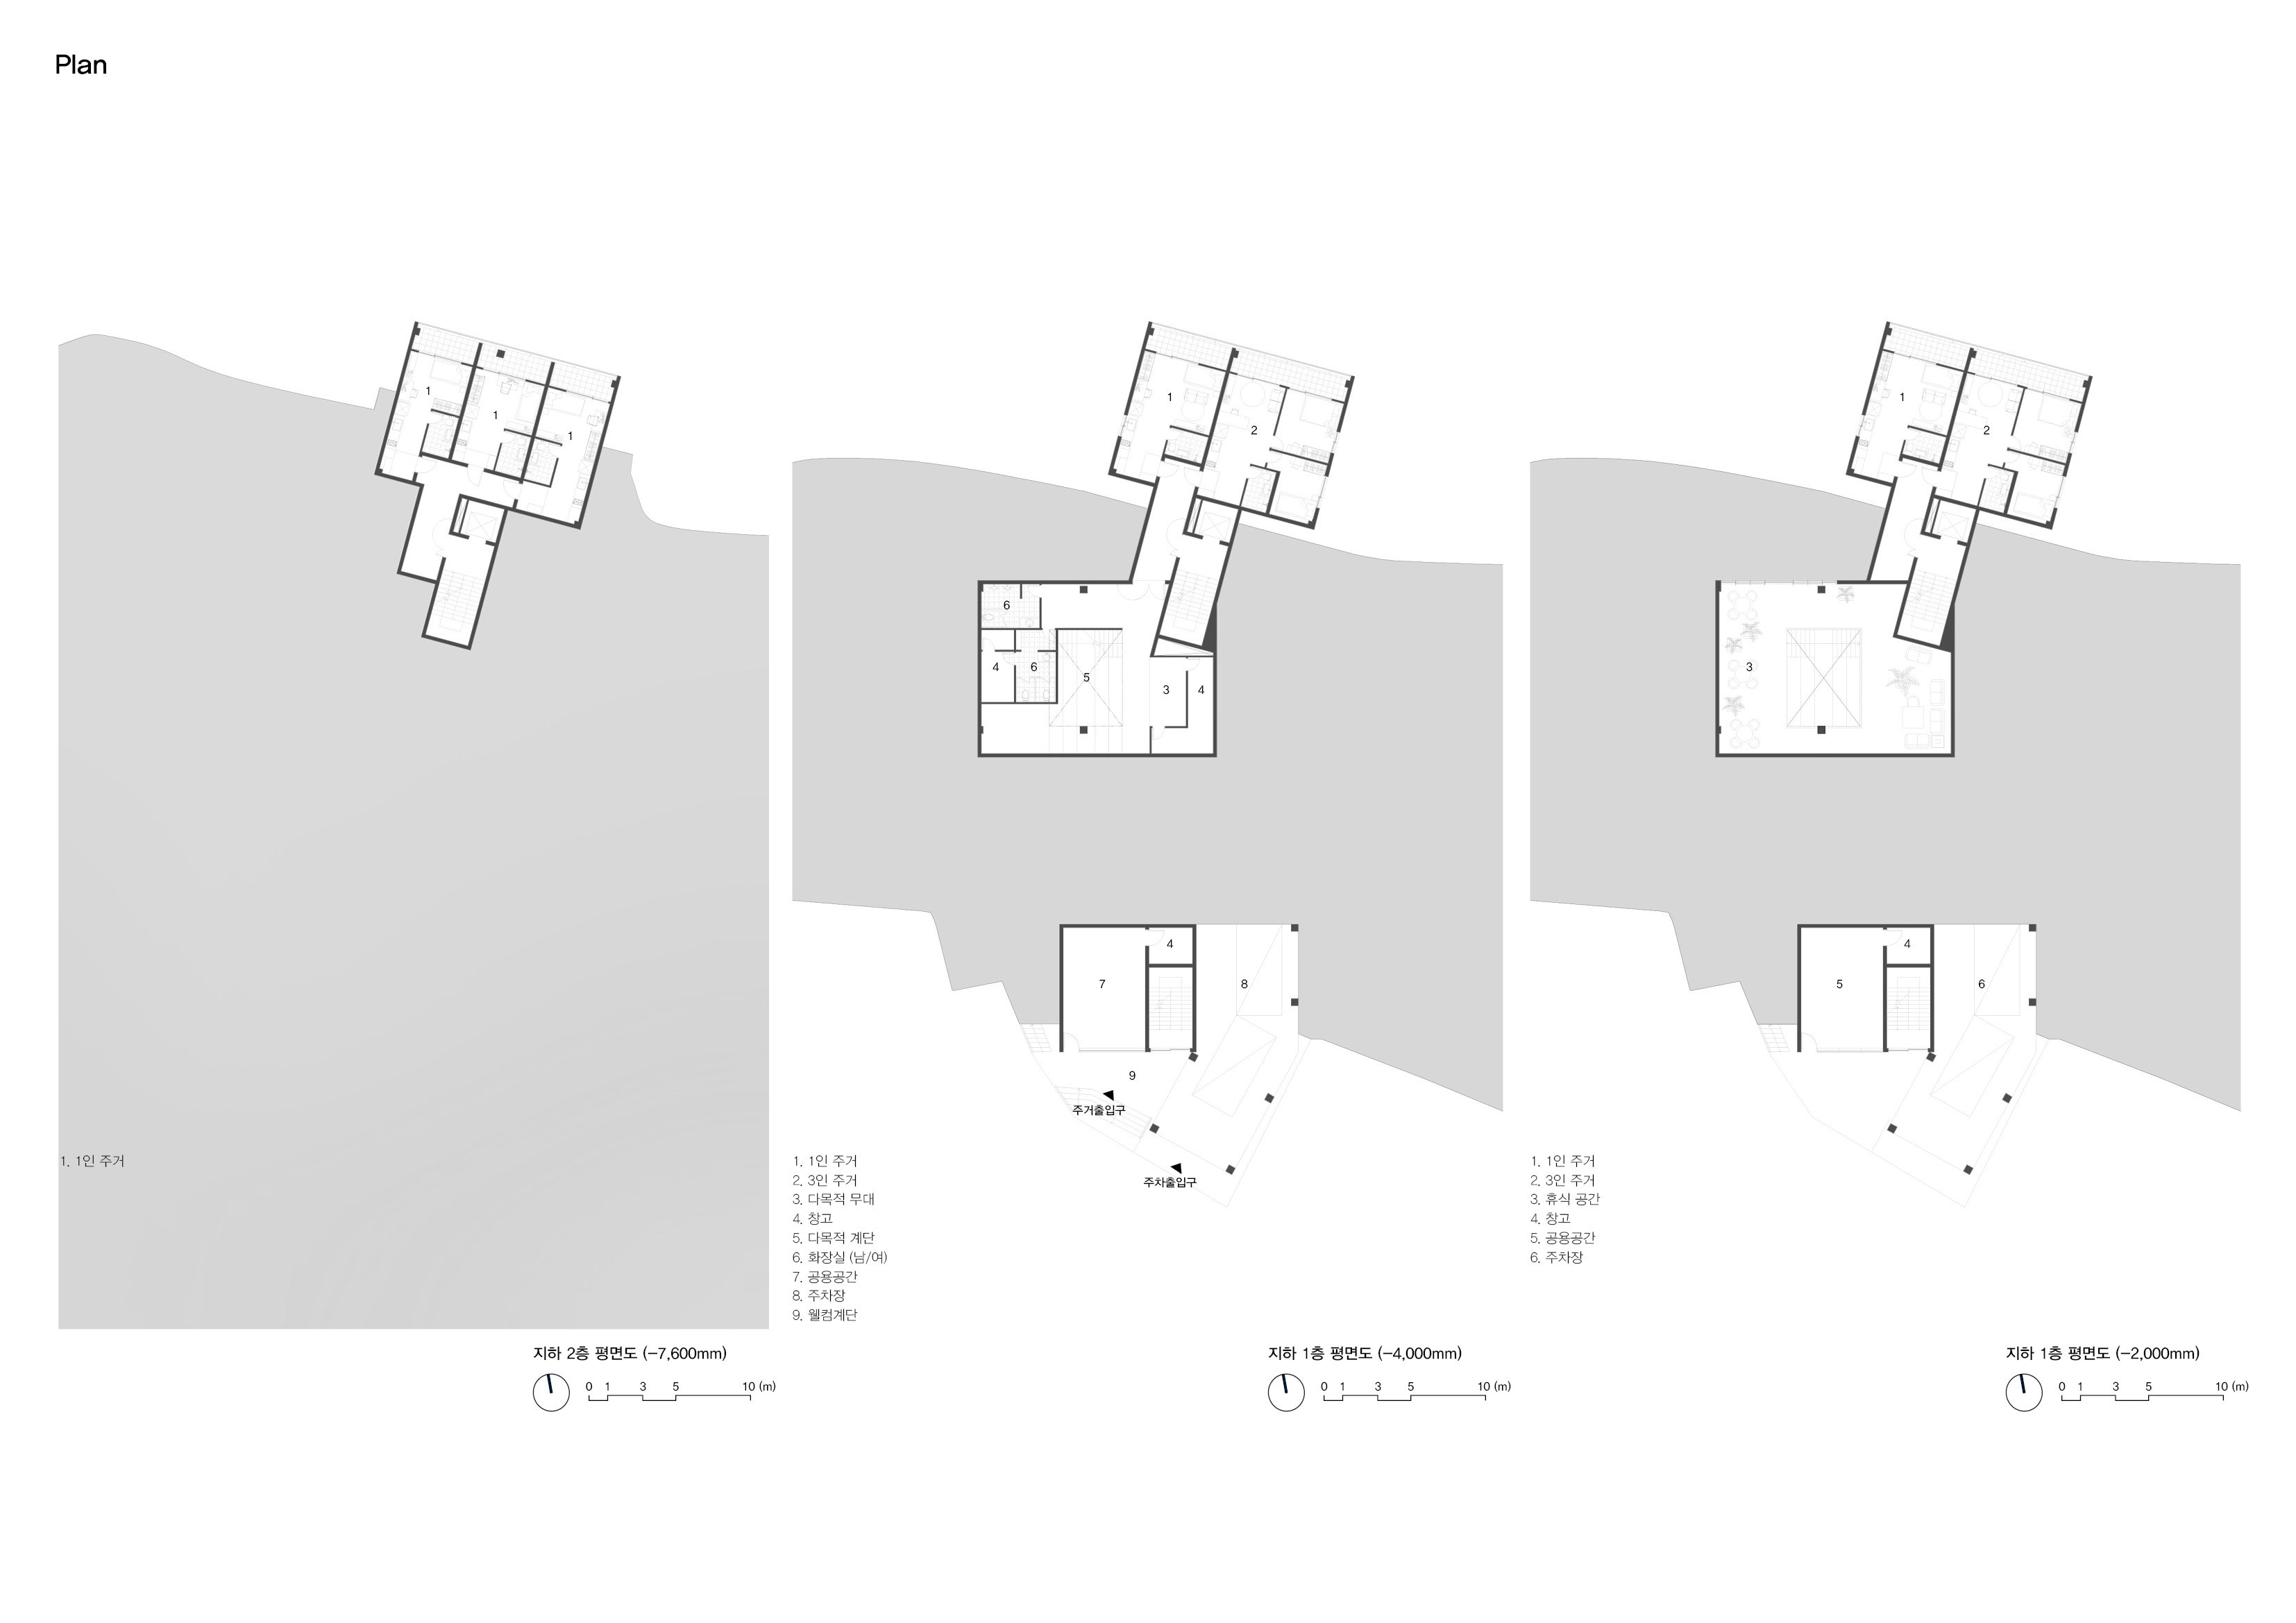 Plan
1
1
1
1. 1인 주거
지하 2층 평면도 (-7,600mm)
0 1 3 5 10 (m)
1
2
6
4
6
5
3
4
4
7
8
9
주거출입구
주차출입구
1. 1인 주거
2. 3인 주거
3. 다목적 무대
4. 창고
5. 다목적 계단
6. 화장실 (남/여)
7. 공용공간
8. 주차장
9. 웰컴계단
지하 1층 평면도 (-4,000mm)
0 1 3 5 10 (m)
1
2
3
4
5
6
1. 1인 주거
2. 3인 주거
3. 휴식 공간
4. 창고
5. 공용공간
6. 주차장
지하 1층 평면도 (-2,000mm)
0 1 3 5 10 (m)